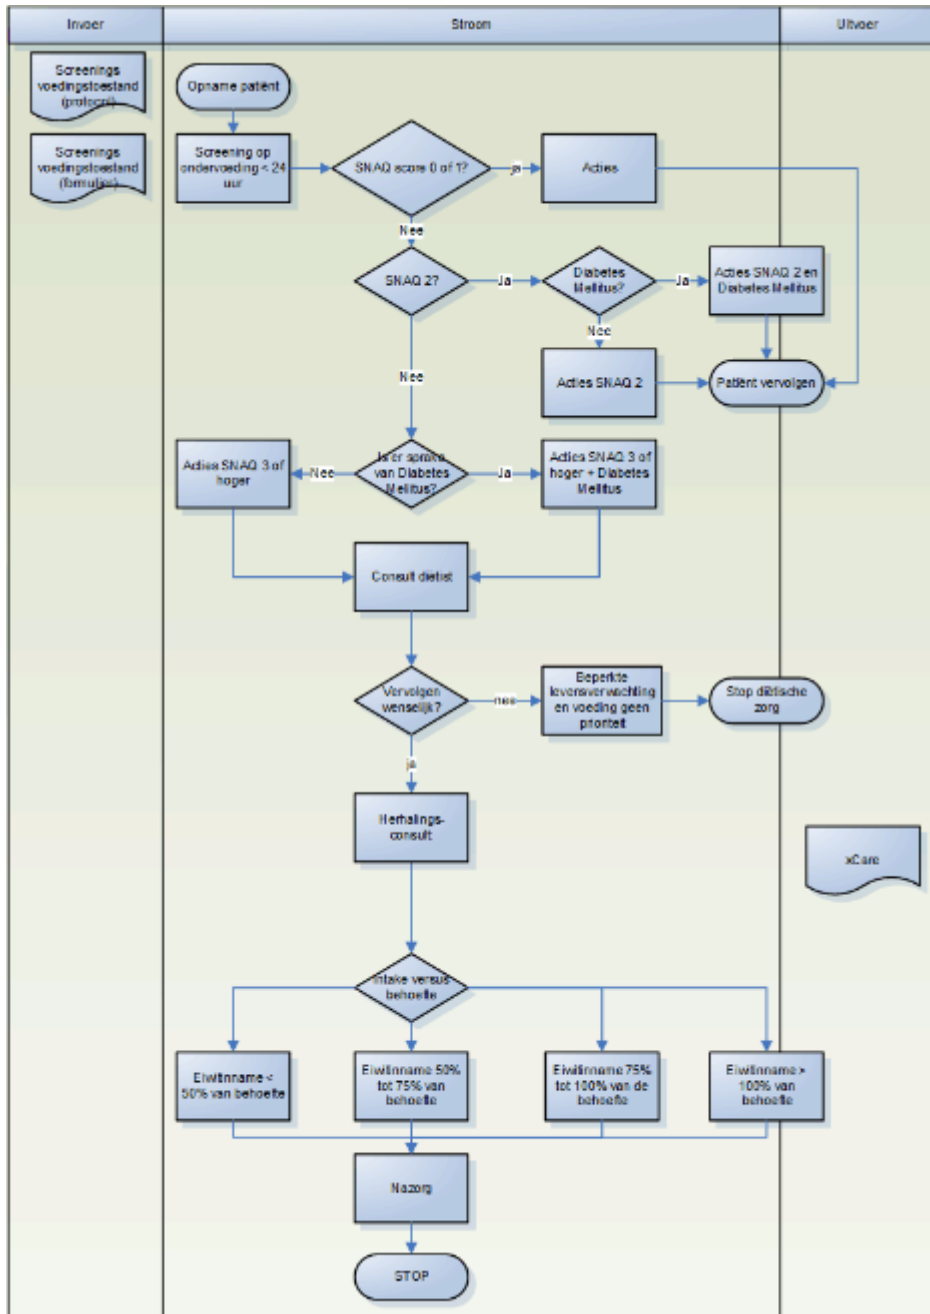 Invoer
Stroom
Uitvoer
Screenings
voedingstoestand
(protocol)
Opname patiënt
Screenings
voedingstoestand
(formulier)
Screening op
ondervoeding < 24
uur
SNAQ score 0 of 1?
ja
Acties
Nee
SNAQ 2?
Ja
Diabetes
Mellitus?
Ja
Acties SNAQ 2 en
Diabetes Mellitus
Nee
Nee
Acties SNAQ 2
Patiënt vervolgen
Acties SNAQ 3 of
hoger
Nee
Is er sprake
van Diabetes
Mellitus?
Ja
Acties SNAQ 3 of
hoger + Diabetes
Mellitus
Consult diëtist
Vervolgen
wenselijk?
nee
Beperkte
levensverwachting
en voeding geen
prioriteit
Stop diëtische
zorg
ja
Herhalings-
consult
xCare
Intake versus
behoefte
Eiwitinname <
50% van behoefte
Eiwitinname 50%
tot 75% van
behoefte
Eiwitinname 75%
tot 100% van de
behoefte
Eiwitinname >
100% van
behoefte
Nazorg
STOP